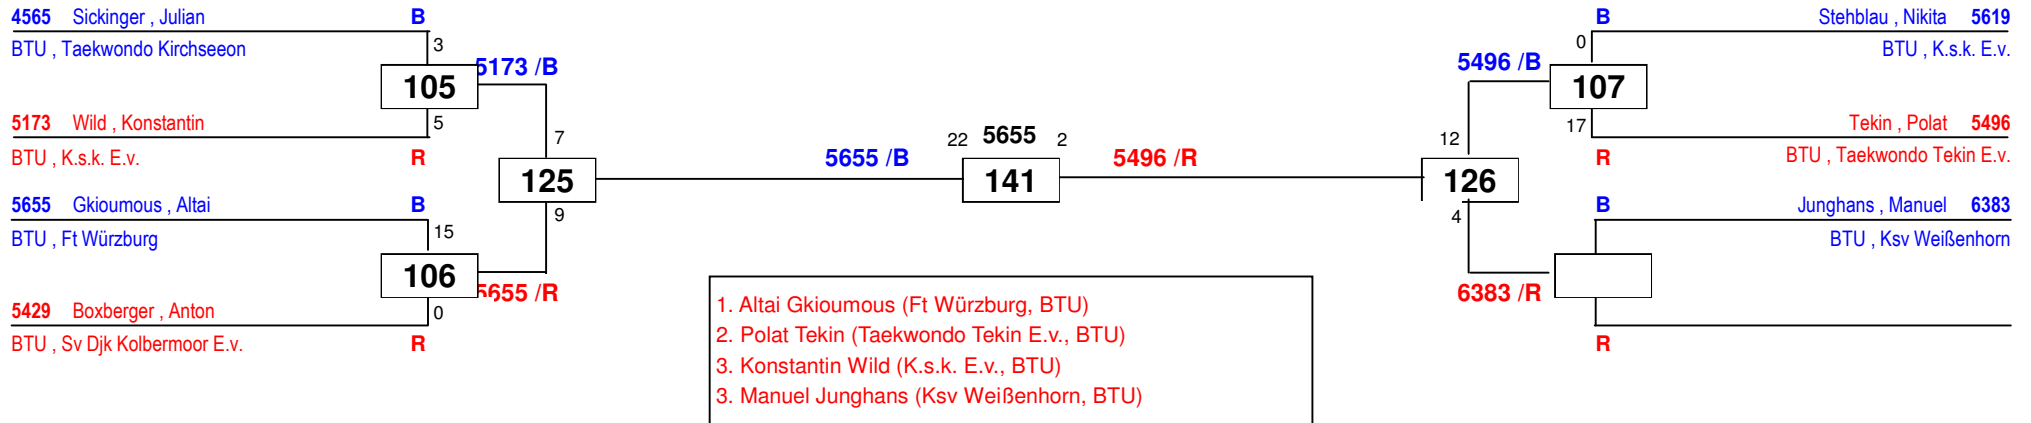 4565 Sickinger , Julian B
BTU , Taekwondo Kirchseeon
3
105
5173 /B
5
5173 Wild , Konstantin
BTU , K.s.k. E.v. R
7
125
9
5655 Gkioumous , Altai B
BTU , Ft Würzburg
15
106
5655 /R
0
5429 Boxberger , Anton
BTU , Sv Djk Kolbermoor E.v. R
5655 /B
22 5655 2
141
5496 /R
B Stehblau , Nikita 5619
0 BTU , K.s.k. E.v.
5496 /B
107
17 Tekin , Polat 5496
R BTU , Taekwondo Tekin E.v.
12
126
4
B Junghans , Manuel 6383
BTU , Ksv Weißenhorn
6383 /R
R
1. Altai Gkioumous (Ft Würzburg, BTU)
2. Polat Tekin (Taekwondo Tekin E.v., BTU)
3. Konstantin Wild (K.s.k. E.v., BTU)
3. Manuel Junghans (Ksv Weißenhorn, BTU)